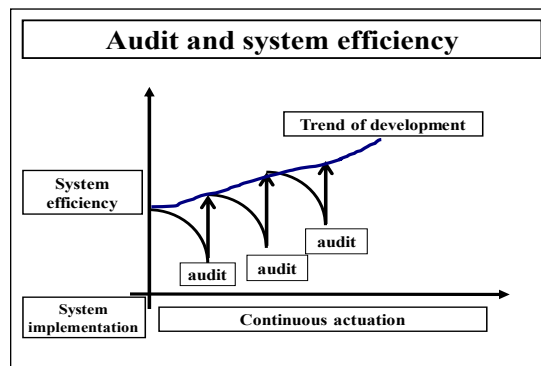 Audit and system efficiency
Trend of development
System
efficiency
audit
audit
audit
System
implementation
Continuous actuation